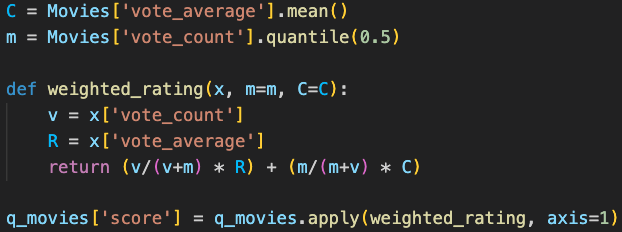 C = Movies['vote_average'].mean()
m = Movies['vote_count'].quantile(0.5)

def weighted_rating(x, m=m, C=C):
    v = x['vote_count']
    R = x['vote_average']
    return (v/(v+m) * R) + (m/(m+v) * C)

q_movies['score'] = q_movies.apply(weighted_rating, axis=1)